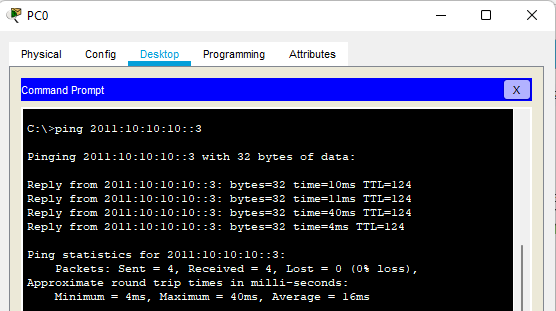 PC0
Physical Config Desktop Programming Attributes
Command Prompt X
C:\>ping 2011:10:10:10::3
Pinging 2011:10:10:10::3 with 32 bytes of data:
Reply from 2011:10:10:10::3: bytes=32 time=10ms TTL=124
Reply from 2011:10:10:10::3: bytes=32 time=11ms TTL=124
Reply from 2011:10:10:10::3: bytes=32 time=40ms TTL=124
Reply from 2011:10:10:10::3: bytes=32 time=4ms TTL=124
Ping statistics for 2011:10:10:10::3:
Packets: Sent = 4, Received = 4, Lost = 0 (0% loss),
Approximate round trip times in milli-seconds:
Minimum = 4ms, Maximum = 40ms, Average = 16ms